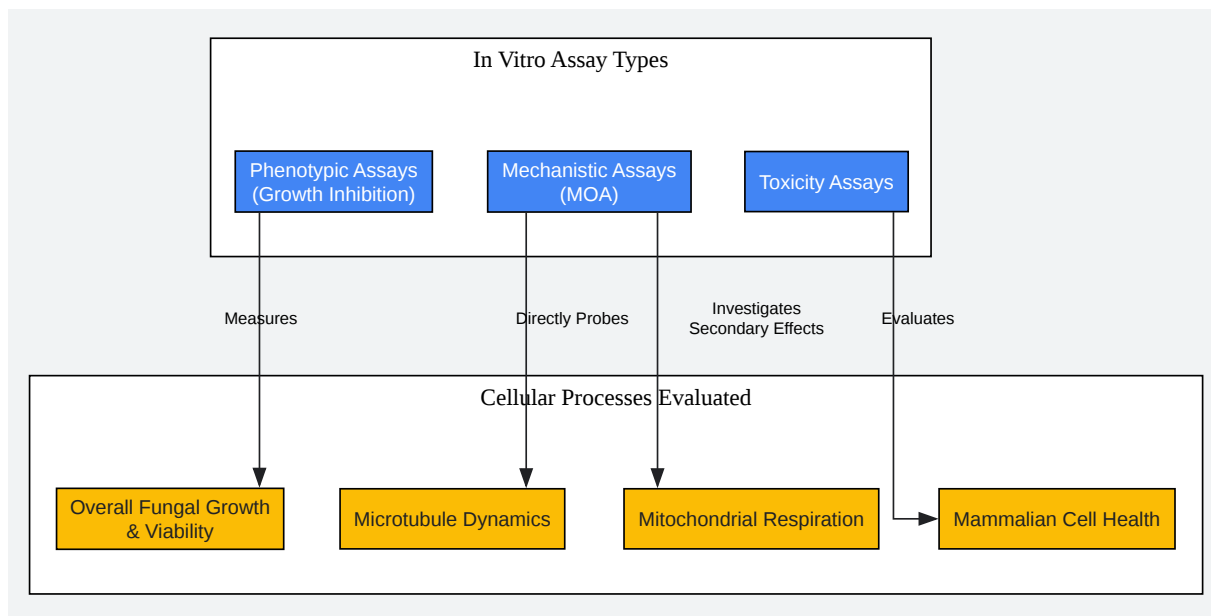 In Vitro Assay Types
Phenotypic Assays
(Growth Inhibition)
Mechanistic Assays
(MOA)
Toxicity Assays
Measures
Directly Probes
Investigates
Secondary Effects
Evaluates
Cellular Processes Evaluated
Overall Fungal Growth
& Viability
Microtubule Dynamics
Mitochondrial Respiration
Mammalian Cell Health